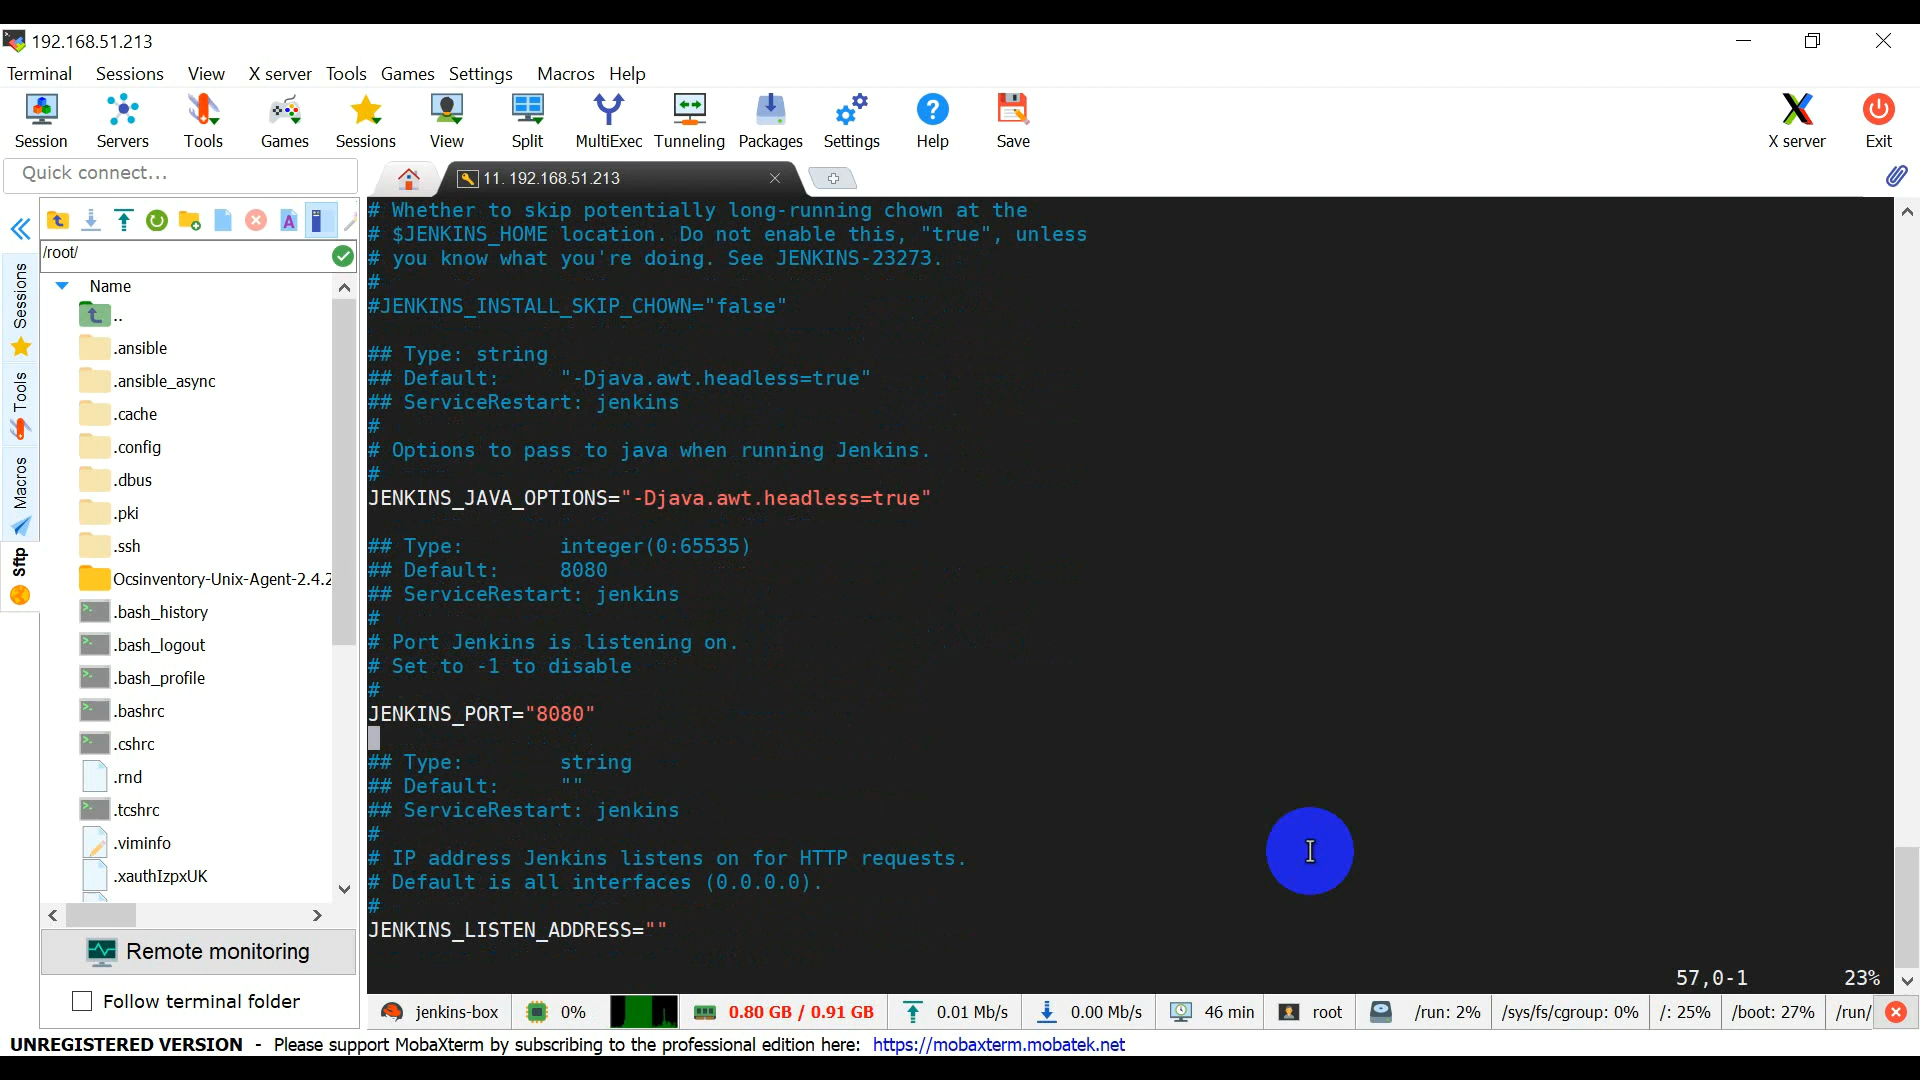 192.168.51.213
Terminal Sessions View X server Tools Games Settings Macros Help
Session Servers Tools Games Sessions View Split MultiExec Tunneling Packages Settings Help Save X server Exit
Quick connect...
11. 192.168.51.213
/root/
Name
..
.ansible
.ansible_async
.cache
.config
.dbus
.pki
.ssh
Ocsinventory-Unix-Agent-2.4.2
.bash_history
.bash_logout
.bash_profile
.bashrc
.cshrc
.rnd
.tcshrc
.viminfo
.xauthIzpxUK
Sessions
Tools
Macros
Sftp
Remote monitoring
Follow terminal folder
# Whether to skip potentially long-running chown at the
# $JENKINS_HOME location. Do not enable this, "true", unless
# you know what you're doing. See JENKINS-23273.
#
#JENKINS_INSTALL_SKIP_CHOWN="false"
## Type: string
## Default: "-Djava.awt.headless=true"
## ServiceRestart: jenkins
#
# Options to pass to java when running Jenkins.
#
JENKINS_JAVA_OPTIONS="-Djava.awt.headless=true"
## Type: integer(0:65535)
## Default: 8080
## ServiceRestart: jenkins
#
# Port Jenkins is listening on.
# Set to -1 to disable
#
JENKINS_PORT="8080"
## Type: string
## Default: ""
## ServiceRestart: jenkins
#
# IP address Jenkins listens on for HTTP requests.
# Default is all interfaces (0.0.0.0).
#
JENKINS_LISTEN_ADDRESS=""
57,0-1 23%
jenkins-box 0% 0.80 GB / 0.91 GB 0.01 Mb/s 0.00 Mb/s 46 min root /run: 2% /sys/fs/cgroup: 0% /: 25% /boot: 27% /run/
UNREGISTERED VERSION - Please support MobaXterm by subscribing to the professional edition here: https://mobaxterm.mobatek.net